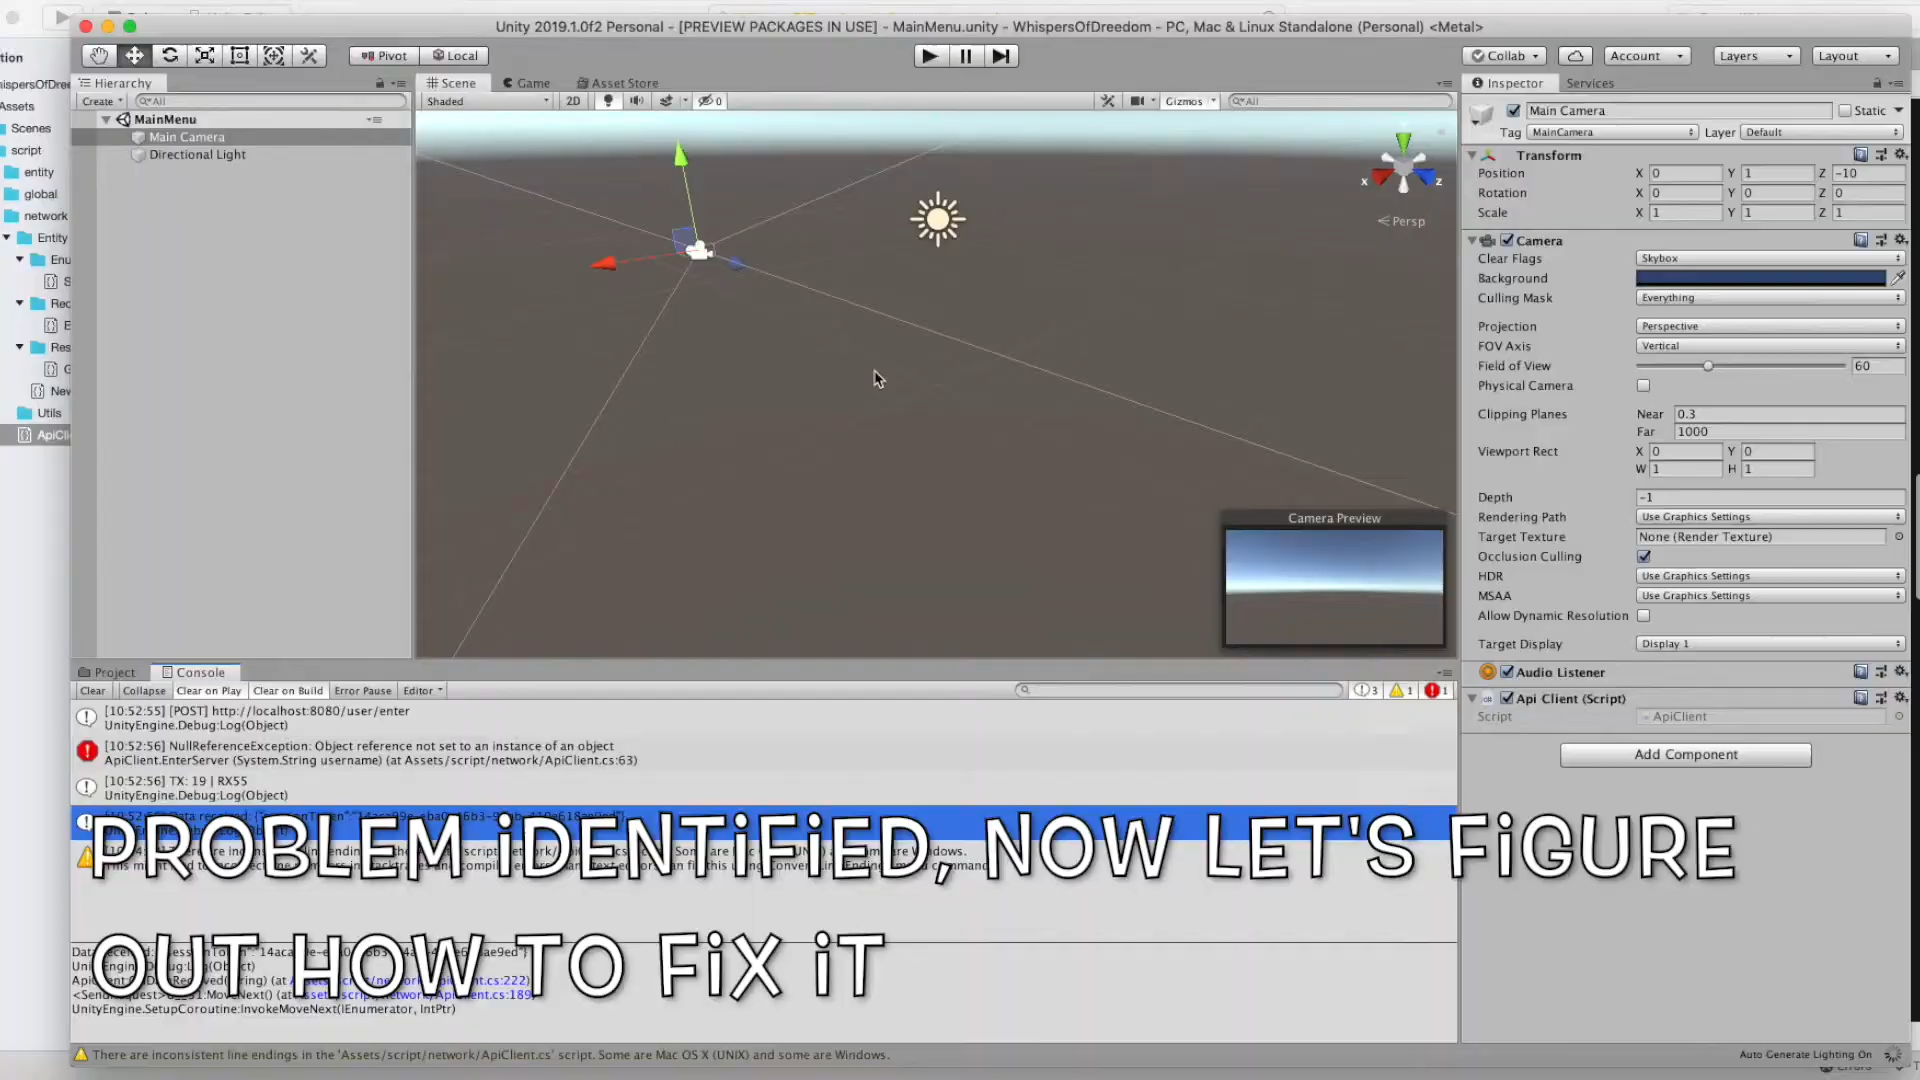 Unity 2019.1.0f2 Personal - [PREVIEW PACKAGES IN USE] - MainMenu.unity - WhispersOfDreedom - PC, Mac & Linux Standalone (Personal) <Metal>
Pivot Local Collab Account Layers Layout
Hierarchy Scene Game Asset Store Inspector Services
Create All Shaded 2D 0 Gizmos All
MainMenu
Main Camera
Directional Light
Assets
Scenes
script
entity
global
network
Entity
Utils
x z
Persp
Camera Preview
Main Camera Static
Tag MainCamera Layer Default
Transform
Position X 0 Y 1 Z -10
Rotation X 0 Y 0 Z 0
Scale X 1 Y 1 Z 1
Camera
Clear Flags Skybox
Background
Culling Mask Everything
Projection Perspective
FOV Axis Vertical
Field of View 60
Physical Camera
Clipping Planes Near 0.3
Far 1000
Viewport Rect X 0 Y 0
W 1 H 1
Depth -1
Rendering Path Use Graphics Settings
Target Texture None (Render Texture)
Occlusion Culling
HDR Use Graphics Settings
MSAA Use Graphics Settings
Allow Dynamic Resolution
Target Display Display 1
Audio Listener
Api Client (Script)
Script ApiClient
Add Component
Project Console
Clear Collapse Clear on Play Clear on Build Error Pause Editor 3 1 1
[10:52:55] [POST] http://localhost:8080/user/enter
UnityEngine.Debug:Log(Object)
[10:52:56] NullReferenceException: Object reference not set to an instance of an object
ApiClient.EnterServer (System.String username) (at Assets/script/network/ApiClient.cs:63)
[10:52:56] TX: 19 | RX55
UnityEngine.Debug:Log(Object)
PROBLEM IDENTIFIED, NOW LET'S FIGURE
OUT HOW TO FIX IT
UnityEngine.SetupCoroutine:InvokeMoveNext(IEnumerator, IntPtr)
There are inconsistent line endings in the 'Assets/script/network/ApiClient.cs' script. Some are Mac OS X (UNIX) and some are Windows.
Auto Generate Lighting On